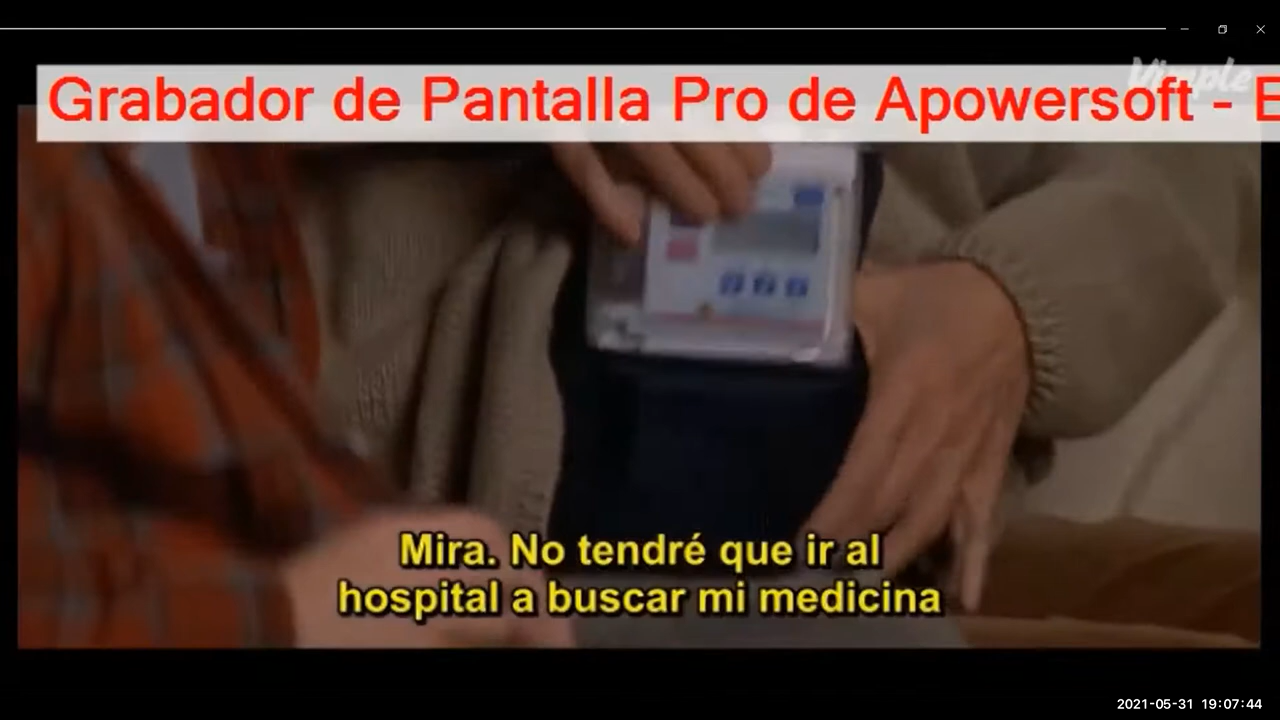 Vimple
Grabador de Pantalla Pro de Apowersoft - E
Mira. No tendré que ir al
hospital a buscar mi medicina
2021-05-31 19:07:44